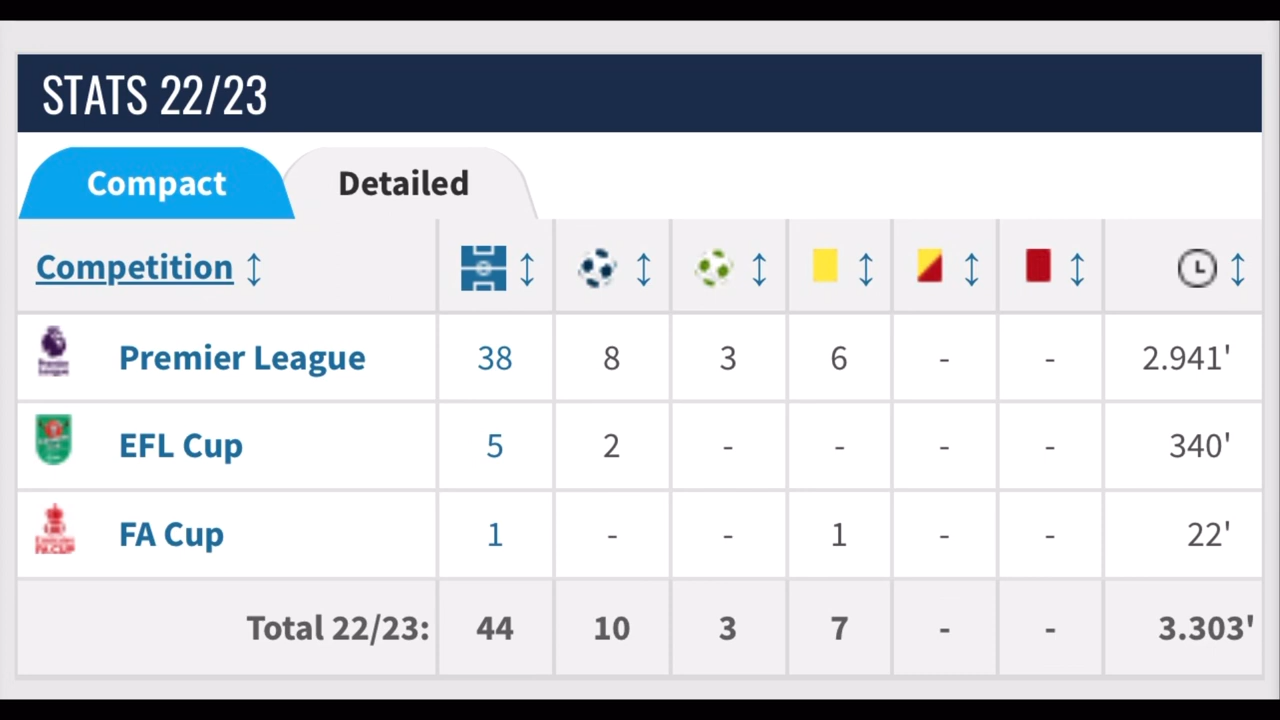 STATS 22/23
Compact Detailed
Competition
Premier League 38 8 3 6 - - 2.941'
EFL Cup 5 2 - - - - 340'
FA Cup 1 - - 1 - - 22'
Total 22/23: 44 10 3 7 - - 3.303'